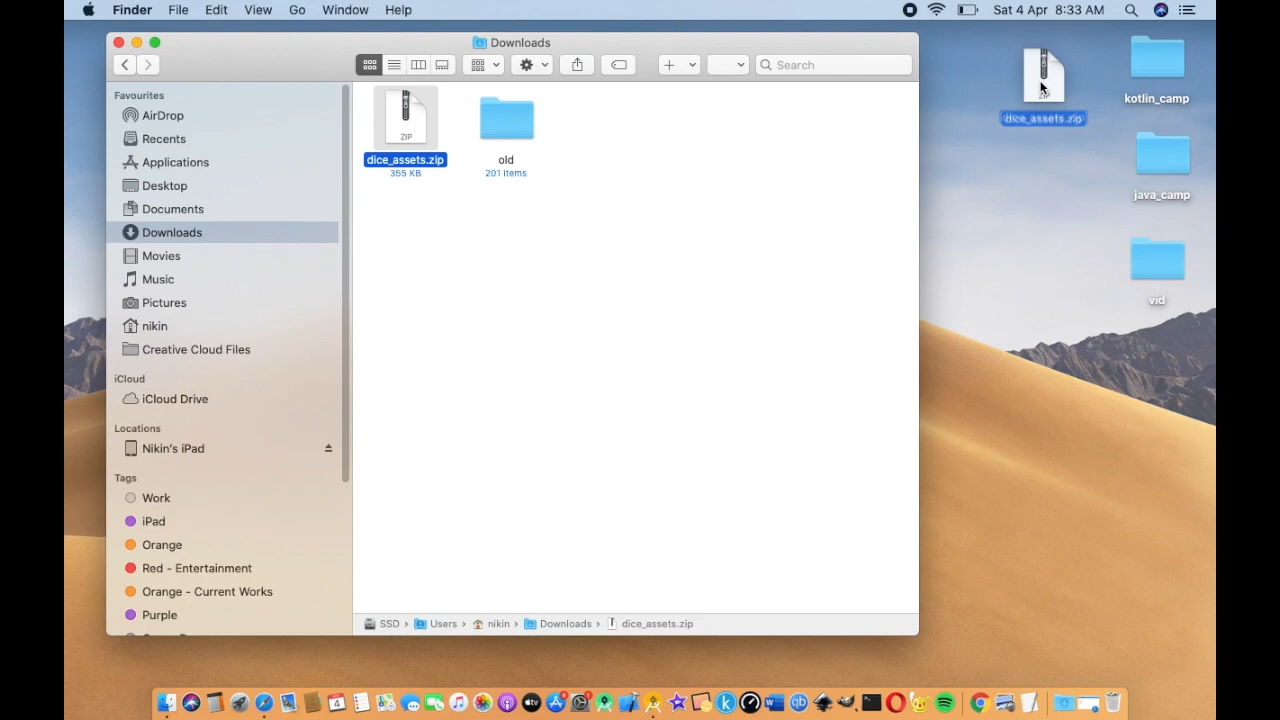 Finder File Edit View Go Window Help
Sat 4 Apr 8:33 AM
Downloads
Search
Favourites
AirDrop
Recents
Applications
Desktop
Documents
Downloads
Movies
Music
Pictures
nikin
Creative Cloud Files
iCloud
iCloud Drive
Locations
Nikin's iPad
Tags
Work
iPad
Orange
Red - Entertainment
Orange - Current Works
Purple
ZIP
dice_assets.zip
355 KB
old
201 items
SSD › Users › nikin › Downloads › dice_assets.zip
ZIP
dice_assets.zip
kotlin_camp
java_camp
vid